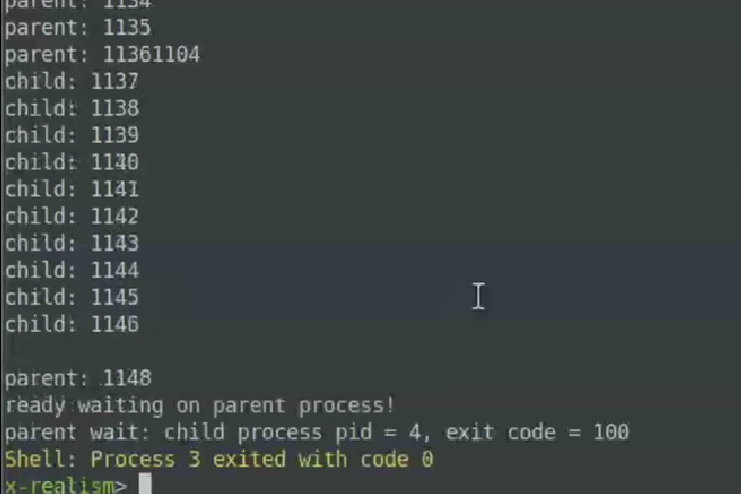 parent: 1134
parent: 1135
parent: 11361104
child: 1137
child: 1138
child: 1139
child: 1140
child: 1141
child: 1142
child: 1143
child: 1144
child: 1145
child: 1146
parent: 1148
ready waiting on parent process!
parent wait: child process pid = 4, exit code = 100
Shell: Process 3 exited with code 0
x-realism>